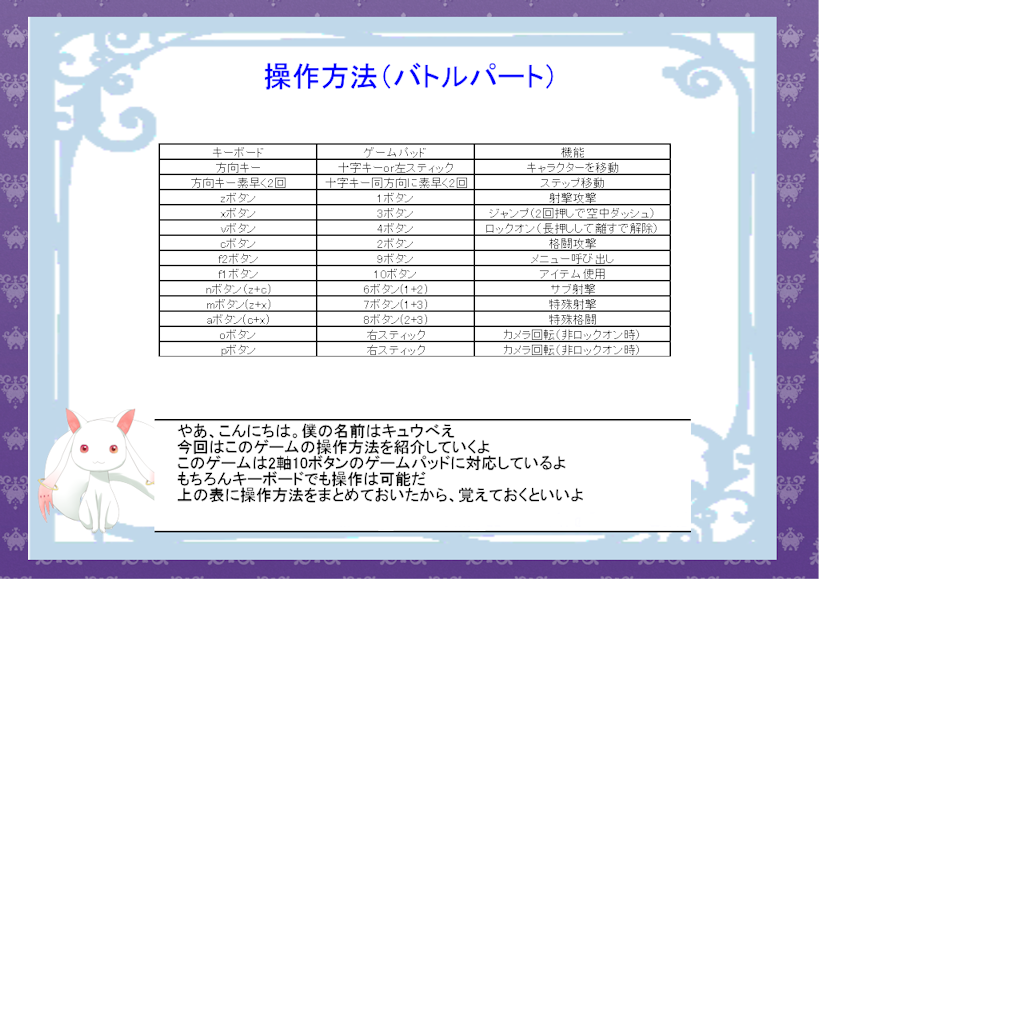 操作方法(バトルパート)
キーボード ゲームパッド 機能
方向キー 十字キーor左スティック キャラクターを移動
方向キー素早く2回 十字キー同方向に素早く2回 ステップ移動
zボタン 1ボタン 射撃攻撃
xボタン 3ボタン ジャンプ(2回押しで空中ダッシュ)
vボタン 4ボタン ロックオン(長押しして離すで解除)
cボタン 2ボタン 格闘攻撃
f2ボタン 9ボタン メニュー呼び出し
f1ボタン 10ボタン アイテム使用
nボタン(z+c) 6ボタン(1+2) サブ射撃
mボタン(z+x) 7ボタン(1+3) 特殊射撃
aボタン(c+x) 8ボタン(2+3) 特殊格闘
oボタン 右スティック カメラ回転(非ロックオン時)
pボタン 右スティック カメラ回転(非ロックオン時)
やあ、こんにちは。僕の名前はキュウべえ
今回はこのゲームの操作方法を紹介していくよ
このゲームは2軸10ボタンのゲームパッドに対応しているよ
もちろんキーボードでも操作は可能だ
上の表に操作方法をまとめておいたから、覚えておくといいよ